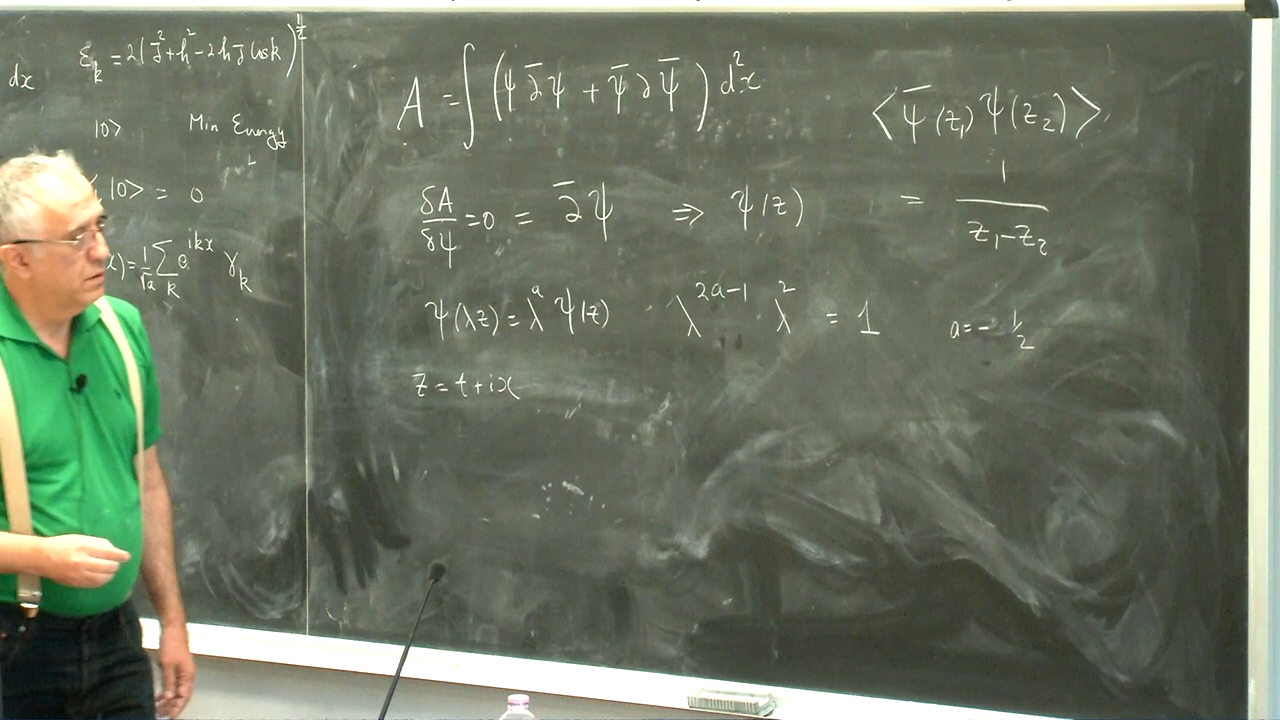 dx
ε_k = 2(J² + h² - 2hJ cos k)^{1/2}
|0> Min Energy
|0> = 0
x) = 1/√a ∑_k e^{ikx} γ_k
A = ∫ (ψ ∂̄ ψ + ψ̄ ∂ ψ̄) d²x
δA/δψ = 0 = ∂̄ ψ ⇒ ψ(z)
ψ(λz) = λ^a ψ(z) λ^{2a-1} λ² = 1 a = -1/2
z = t + ix
<ψ̄(z₁) ψ(z₂)>
= 1/(z₁ - z₂)